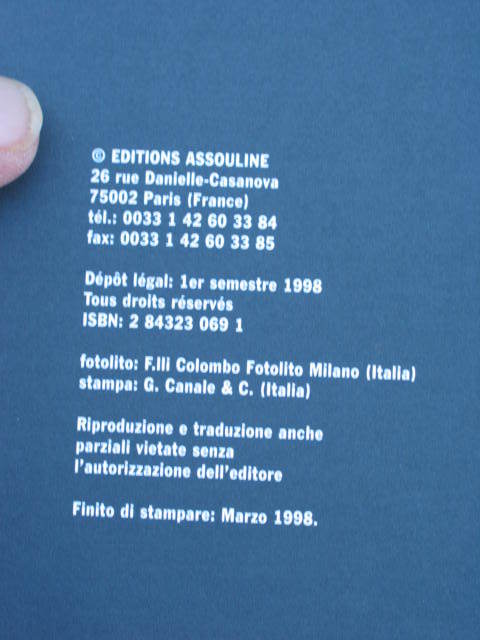 © EDITIONS ASSOULINE
26 rue Danielle-Casanova
75002 Paris (France)
tél.: 0033 1 42 60 33 84
fax: 0033 1 42 60 33 85
Dépôt légal: 1er semestre 1998
Tous droits réservés
ISBN: 2 84323 069 1
fotolito: F.lli Colombo Fotolito Milano (Italia)
stampa: G. Canale & C. (Italia)
Riproduzione e traduzione anche
parziali vietate senza
l'autorizzazione dell'editore
Finito di stampare: Marzo 1998.